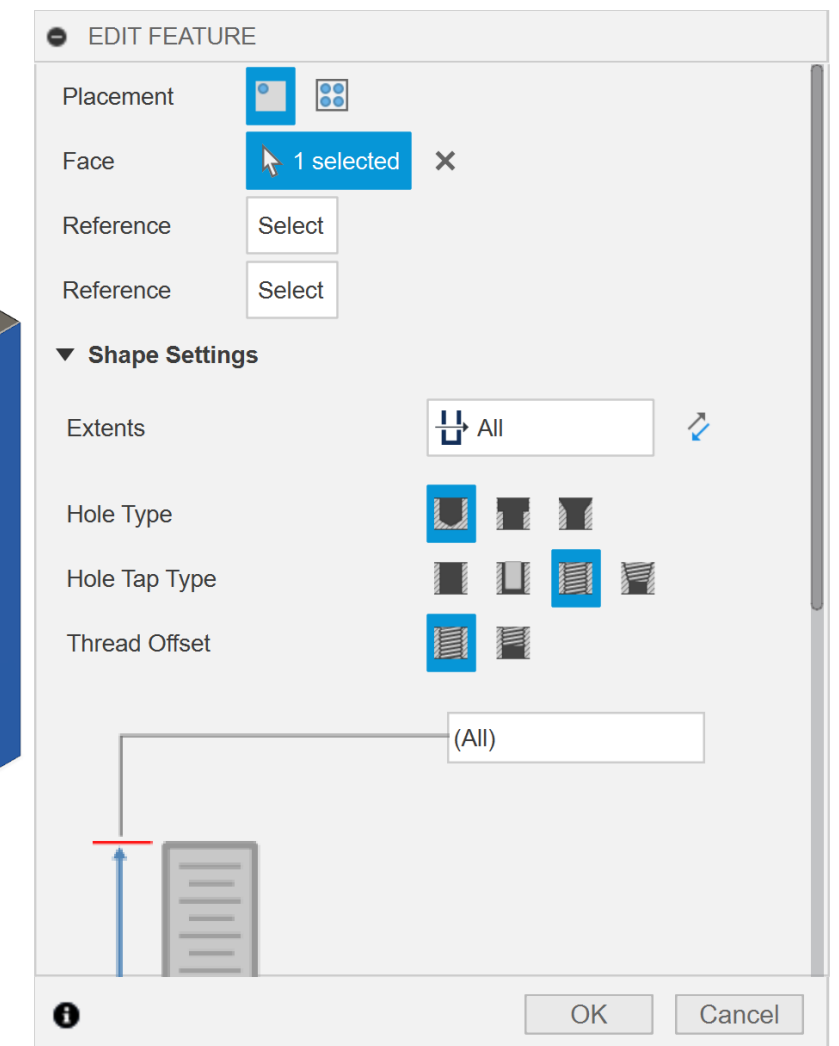 EDIT FEATURE
Placement
Face 1 selected
Reference Select
Reference Select
Shape Settings
Extents All
Hole Type
Hole Tap Type
Thread Offset
(All)
OK Cancel